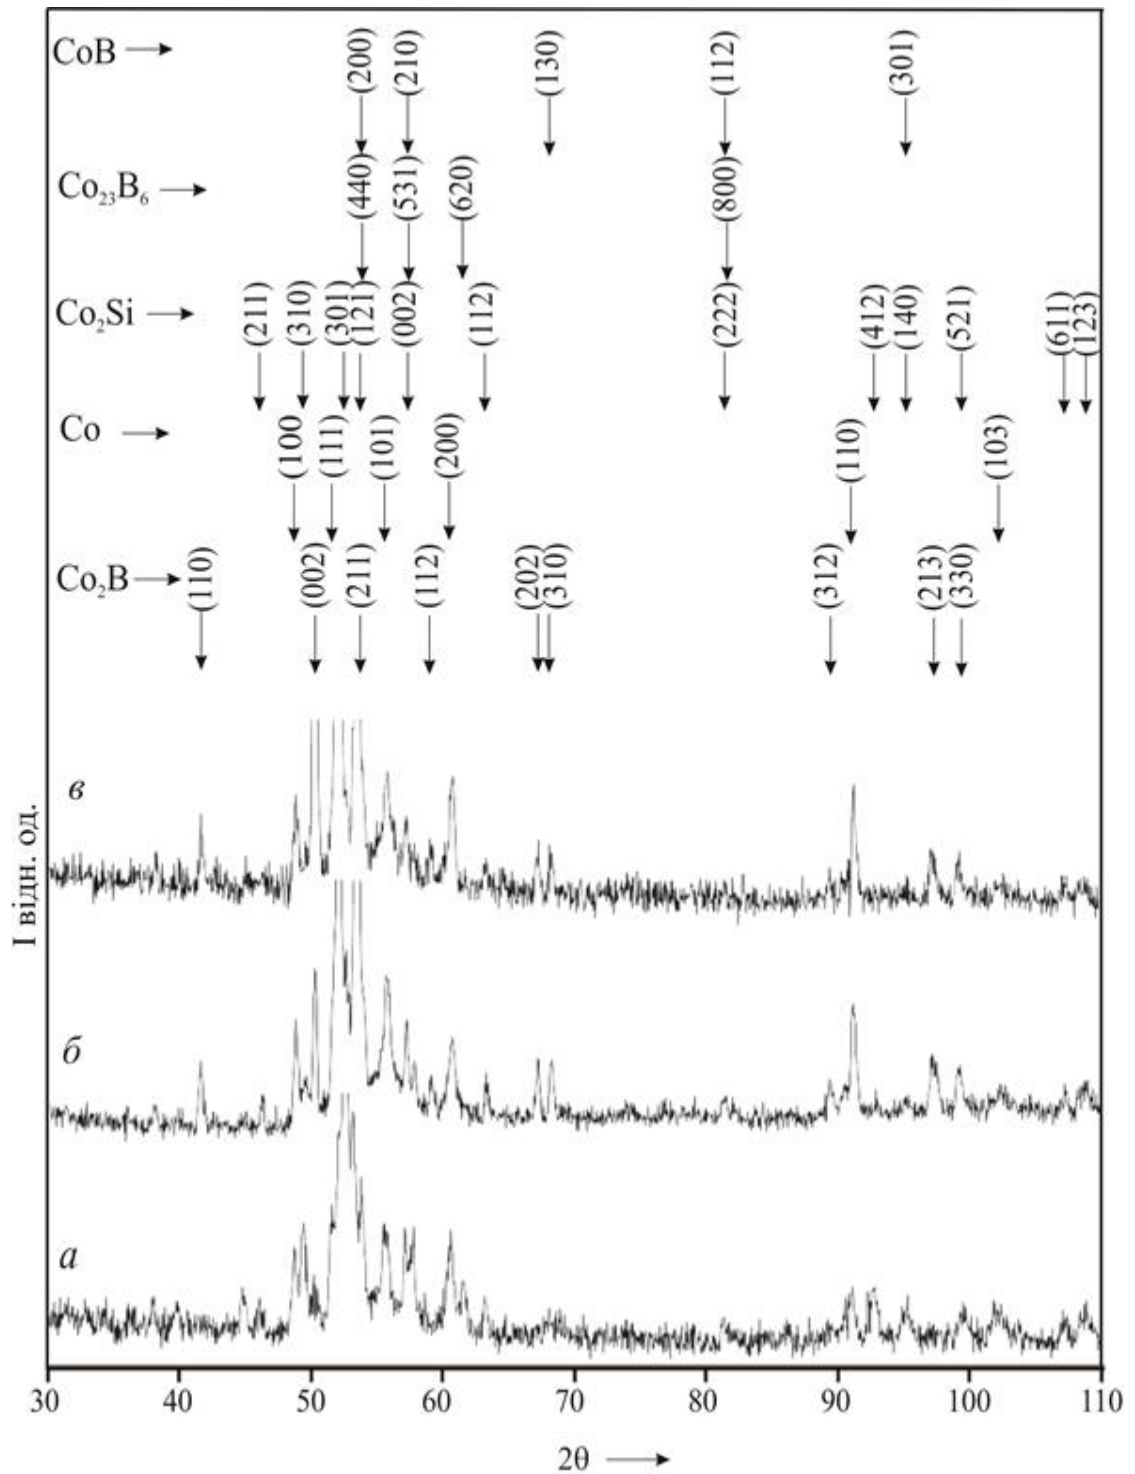 CoB
(200) (210) (130) (112) (301)
Co₂₃B₆
(440) (531) (620) (800)
Co₂Si
(211) (310) (301) (121) (002) (112) (222) (412) (140) (521) (611) (123)
Co
(100 (111) (101) (200) (110) (103)
Co₂B
(110) (002) (211) (112) (202) (310) (312) (213) (330)
в
б
а
І відн. од.
30 40 50 60 70 80 90 100 110
2θ